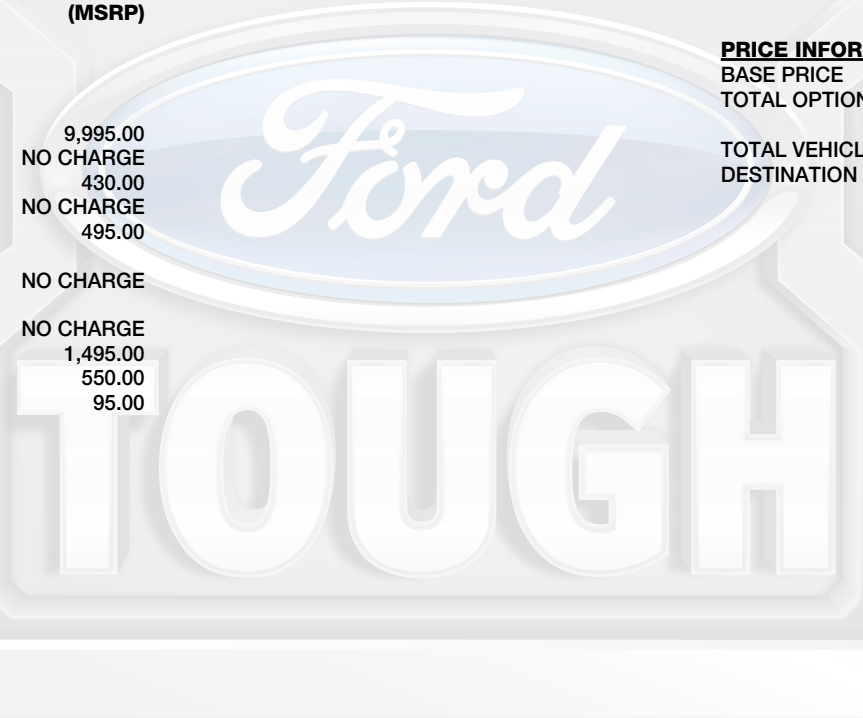 (MSRP)
9,995.00
NO CHARGE
430.00
NO CHARGE
495.00
NO CHARGE
NO CHARGE
1,495.00
550.00
95.00
PRICE INFOR
BASE PRICE
TOTAL OPTION
TOTAL VEHICL
DESTINATION
Ford
TOUGH